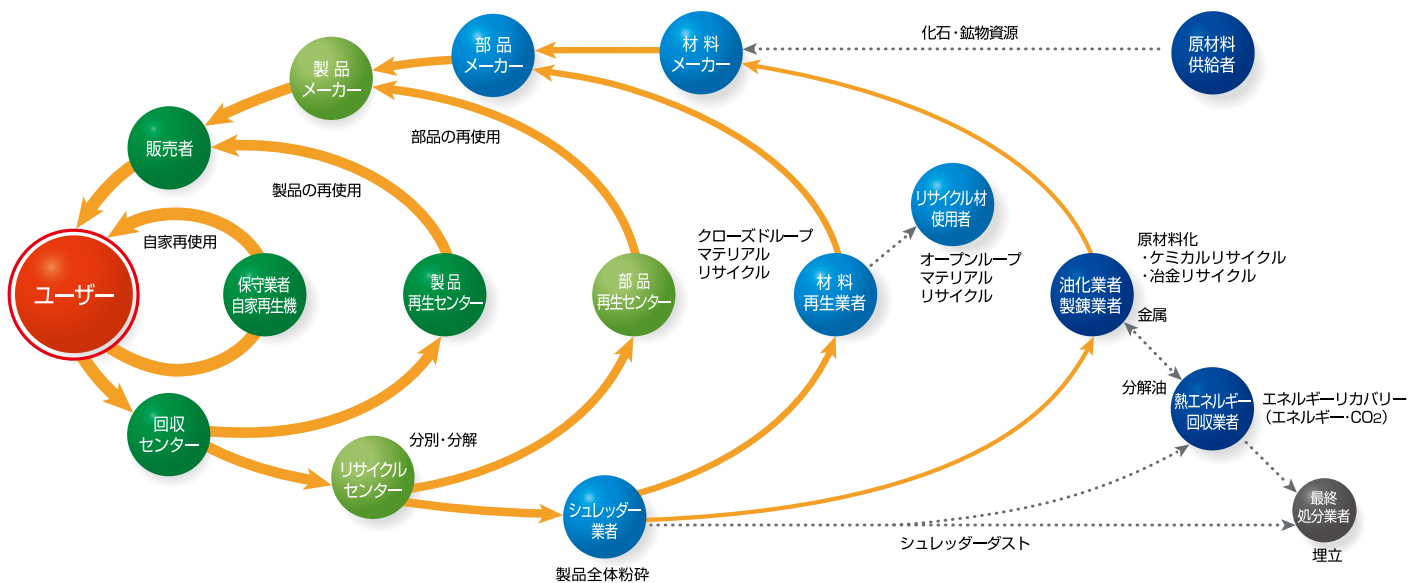 化石・鉱物資源
原材料
供給者
材 料
メーカー
部 品
メーカー
製 品
メーカー
販売者
部品の再使用
製品の再使用
自家再使用
ユーザー
保守業者
自家再生機
製 品
再生センター
部 品
再生センター
クローズドループ
マテリアル
リサイクル
材 料
再生業者
リサイクル材
使用者
オープンループ
マテリアル
リサイクル
油化業者
製錬業者
原材料化
・ケミカルリサイクル
・冶金リサイクル
金属
分解油
熱エネルギー
回収業者
エネルギーリカバリー
（エネルギー・CO2）
回収
センター
分別・分解
リサイクル
センター
シュレッダー
業者
製品全体粉砕
シュレッダーダスト
最終
処分業者
埋立